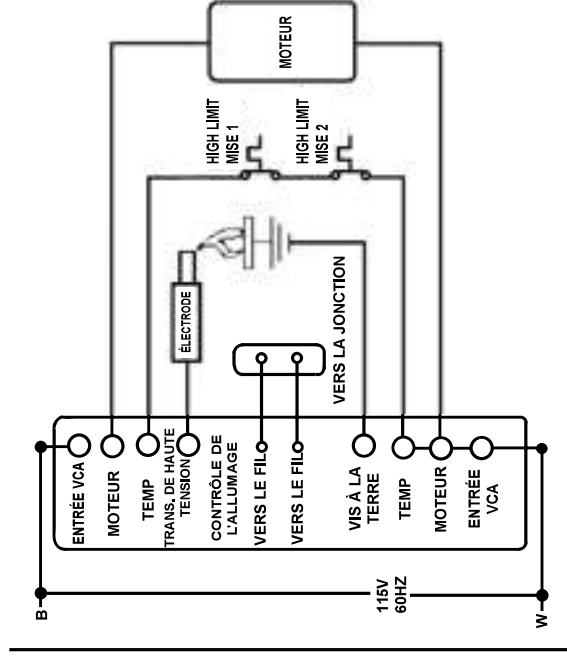 MOTEUR
HIGH LIMIT
MISE 1
HIGH LIMIT
MISE 2
ÉLECTRODE
VERS LA JONCTION
ENTRÉE VCA
MOTEUR
TEMP
TRANS. DE HAUTE
TENSION
CONTRÔLE DE
L'ALLUMAGE
VERS LE FIL
VERS LE FIL
VIS À LA
TERRE
TEMP
MOTEUR
ENTRÉE
VCA
B
115V
60HZ
W